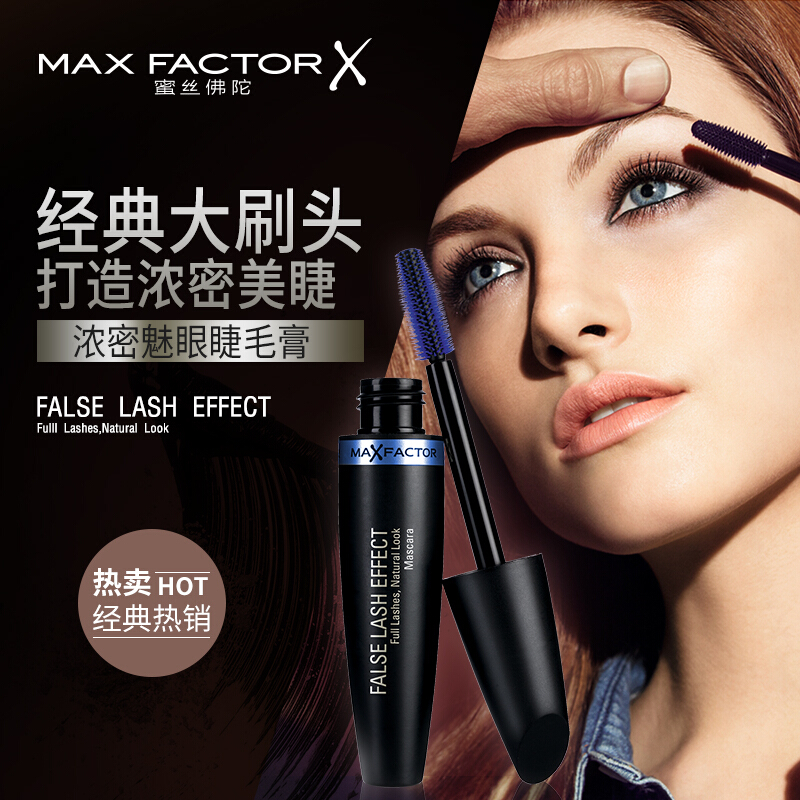 MAX FACTOR X
蜜丝佛陀
经典大刷头
打造浓密美睫
浓密魅眼睫毛膏
FALSE LASH EFFECT
Fulll Lashes,Natural Look
热卖 HOT
经典热销
MAXFACTOR
FALSE LASH EFFECT
Full Lashes, Natural Look
Mascara